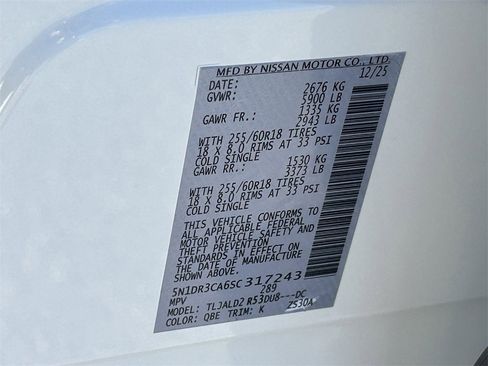 MFD BY NISSAN MOTOR CO., LTD.
DATE: 12/25
GVWR: 2676 KG
5900 LB
GAWR FR.: 1335 KG
2943 LB
WITH 255/60R18 TIRES
18 X 8.0 RIMS AT 33 PSI
COLD SINGLE
GAWR RR.: 1530 KG
3373 LB
WITH 255/60R18 TIRES
18 X 8.0 RIMS AT 33 PSI
COLD SINGLE
THIS VEHICLE CONFORMS TO
ALL APPLICABLE FEDERAL
MOTOR VEHICLE SAFETY AND
THEFT PREVENTION
STANDARDS IN EFFECT ON
THE DATE OF MANUFACTURE
SHOWN ABOVE.
5N1DR3CA6SC317243
MPV 289
MODEL: TLJALD2 R53DU8---DC
COLOR: QBE TRIM: K ZS30A